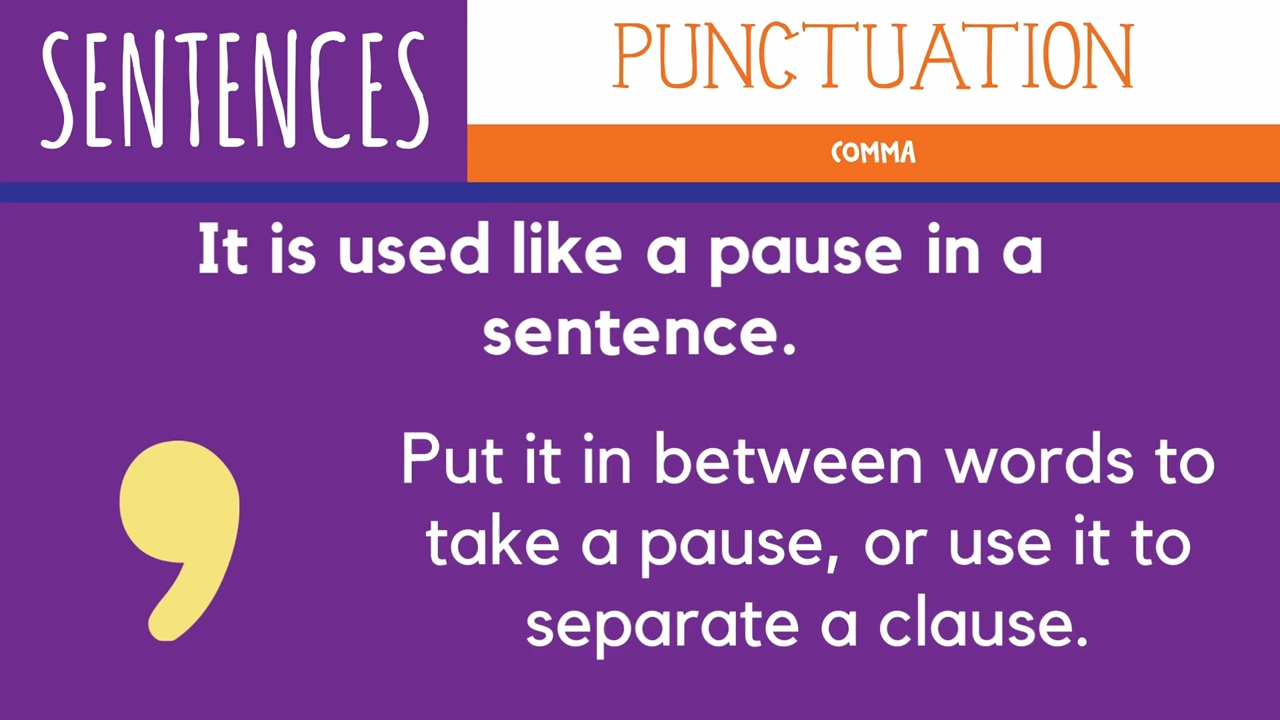 SENTENCES
PUNCTUATION
COMMA
It is used like a pause in a
sentence.
,
Put it in between words to
take a pause, or use it to
separate a clause.